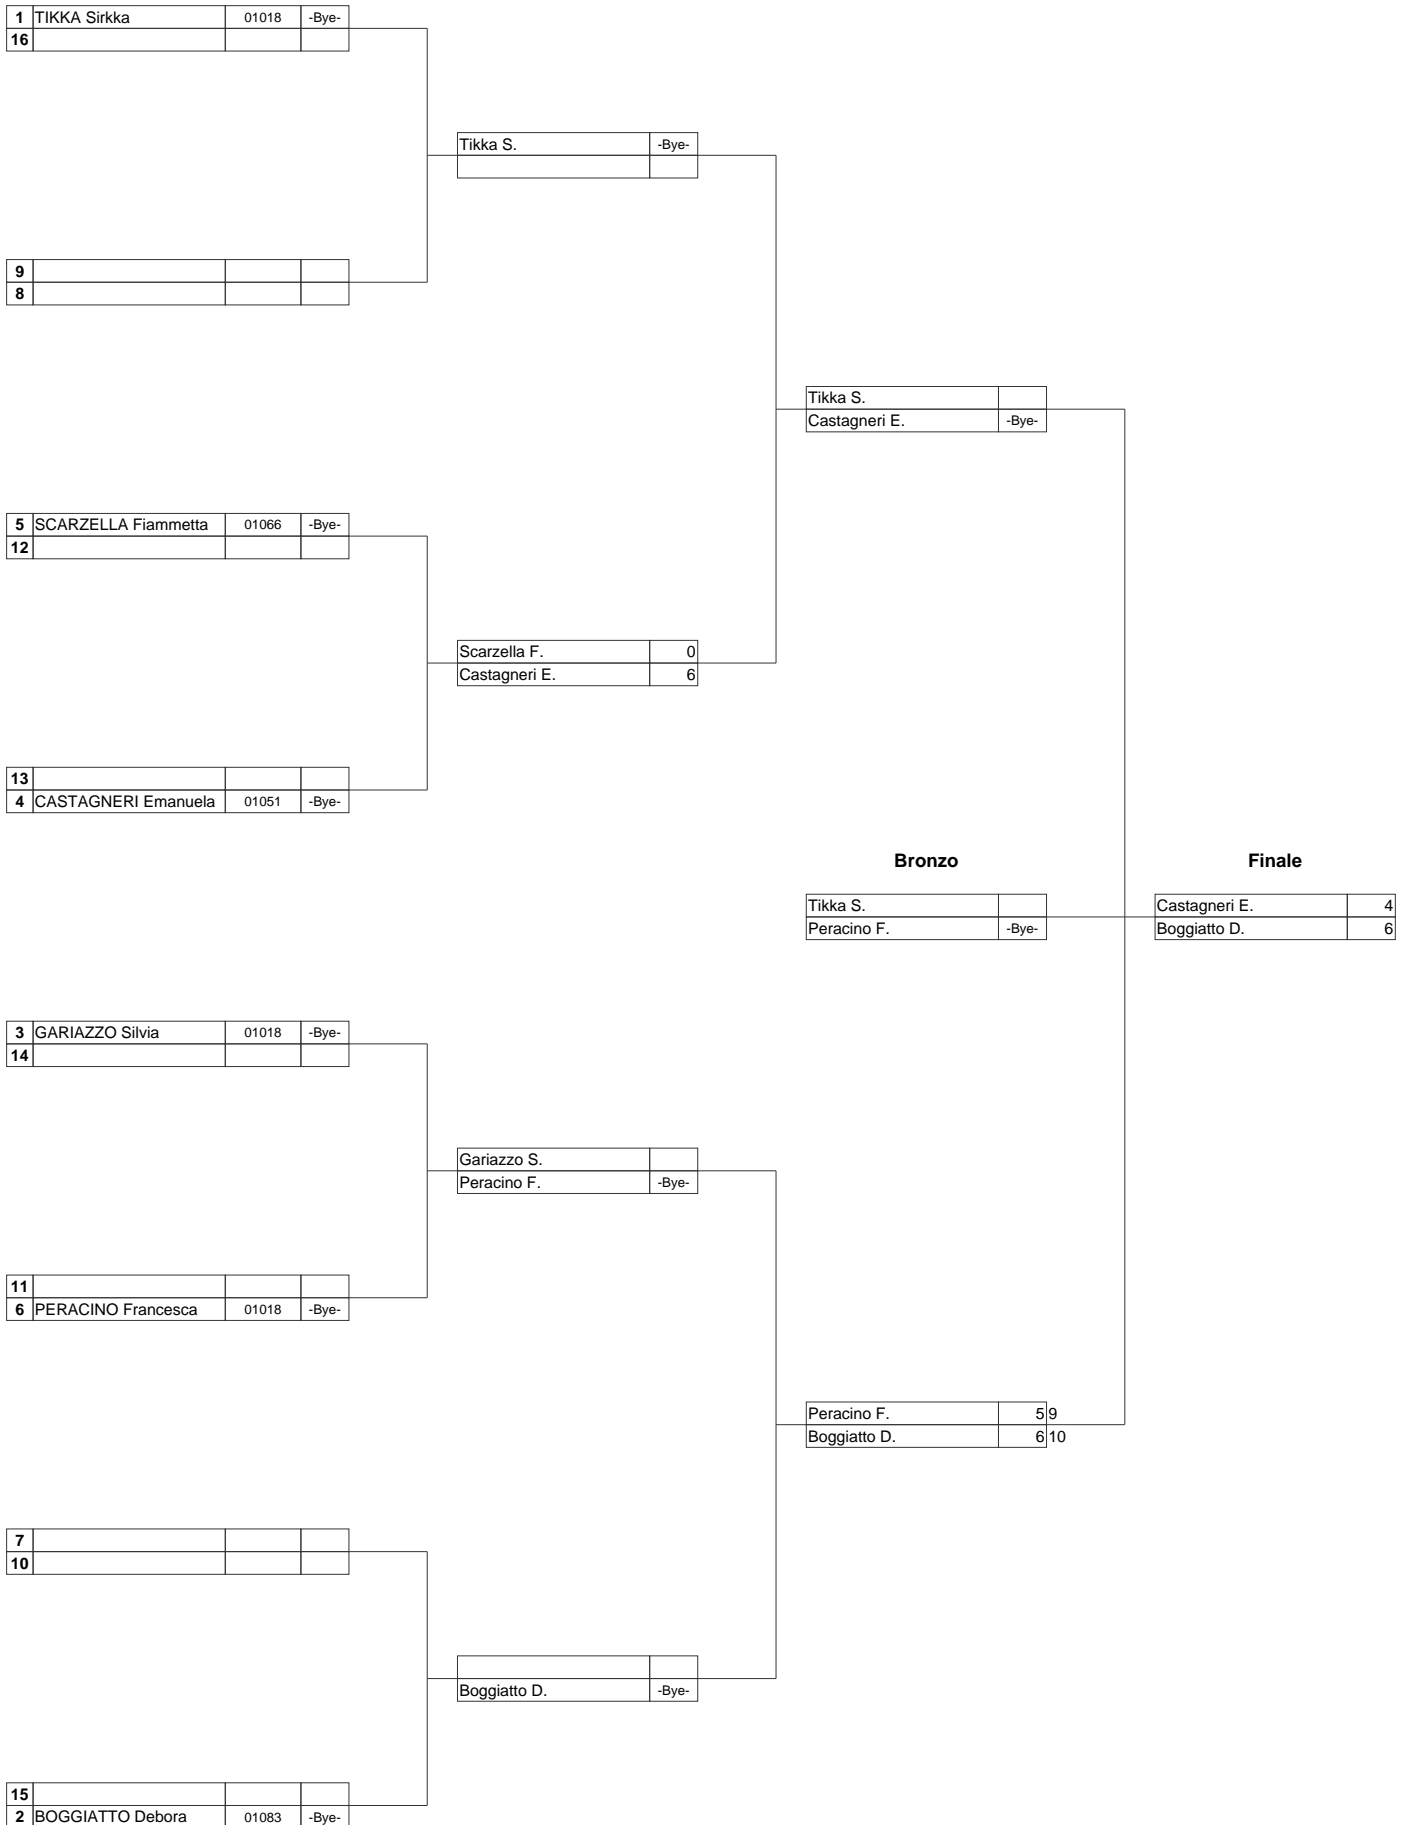 1 TIKKA Sirkka 01018 -Bye-
16
Tikka S. -Bye-
9
8
Tikka S.
Castagneri E. -Bye-
5 SCARZELLA Fiammetta 01066 -Bye-
12
Scarzella F. 0
Castagneri E. 6
13
4 CASTAGNERI Emanuela 01051 -Bye-
Bronzo Finale
Tikka S. Castagneri E. 4
Peracino F. -Bye- Boggiatto D. 6
3 GARIAZZO Silvia 01018 -Bye-
14
Gariazzo S.
Peracino F. -Bye-
11
6 PERACINO Francesca 01018 -Bye-
Peracino F. 5 9
Boggiatto D. 6 10
7
10
Boggiatto D. -Bye-
15
2 BOGGIATTO Debora 01083 -Bye-